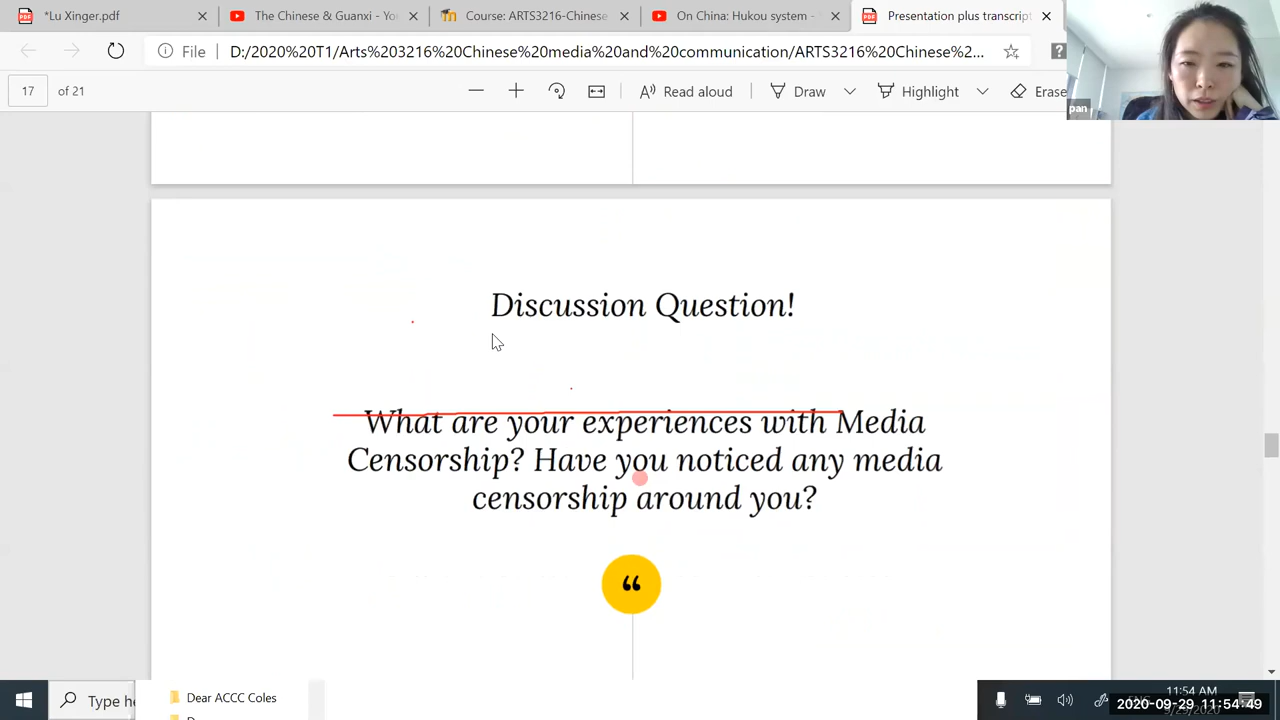 *Lu Xinger.pdf
The Chinese & Guanxi - Yo
Course: ARTS3216-Chinese
On China: Hukou system -
Presentation plus transcript
File
D:/2020%20T1/Arts%203216%20Chinese%20media%20and%20communication/ARTS3216%20Chinese%2...
17 of 21
Read aloud
Draw
Highlight
Erase
pan
Discussion Question!
What are your experiences with Media
Censorship? Have you noticed any media
censorship around you?
“
Type he
Dear ACCC Coles
11:54 AM
2020-09-29 11:54:49